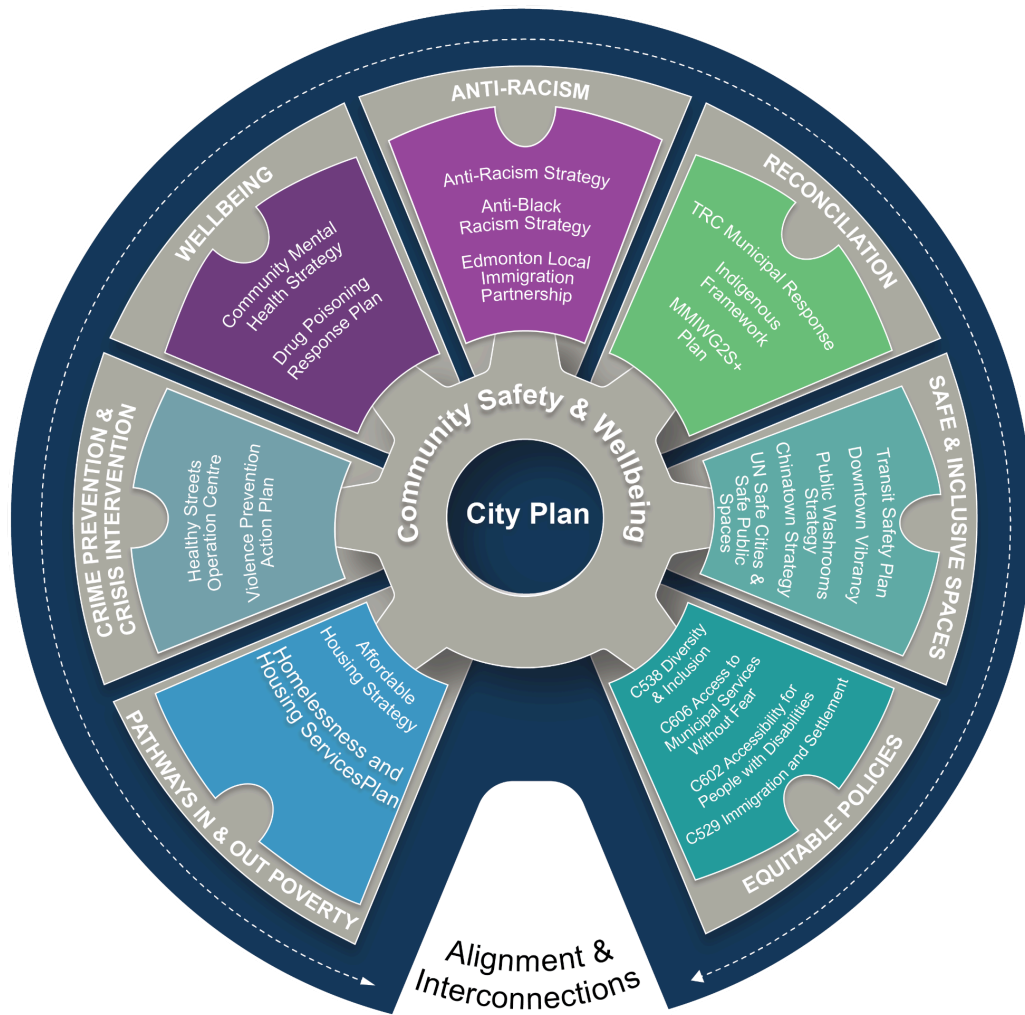 ANTI-RACISM
Anti-Racism Strategy
Anti-Black
Racism Strategy
Edmonton Local
Immigration
Partnership
RECONCILIATION
TRC Municipal Response
Indigenous
Framework
MMIWG2S+
Plan
SAFE & INCLUSIVE SPACES
Transit Safety Plan
Downtown Vibrancy
Public Washrooms
Strategy
Chinatown Strategy
UN Safe Cities &
Safe Public
Spaces
EQUITABLE POLICIES
C538 Diversity
& Inclusion
C606 Access to
Municipal Services
Without Fear
C602 Accessibility for
People with Disabilities
C529 Immigration and Settlement
PATHWAYS IN & OUT POVERTY
Affordable
Housing Strategy
Homelessness and
Housing ServicesPlan
CRIME PREVENTION &
CRISIS INTERVENTION
Healthy Streets
Operation Centre
Violence Prevention
Action Plan
WELLBEING
Community Mental
Health Strategy
Drug Poisoning
Response Plan
Community Safety & Wellbeing
City Plan
Alignment &
Interconnections